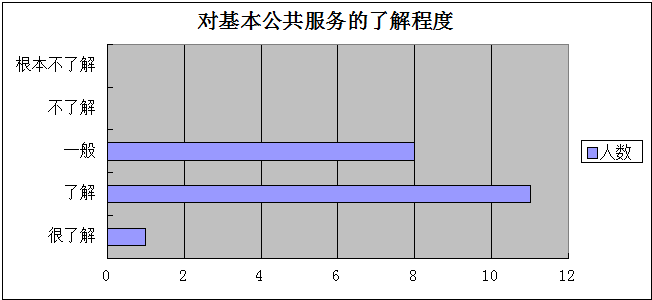 对基本公共服务的了解程度
根本不了解
不了解
一般
了解
很了解
0 2 4 6 8 10 12
人数